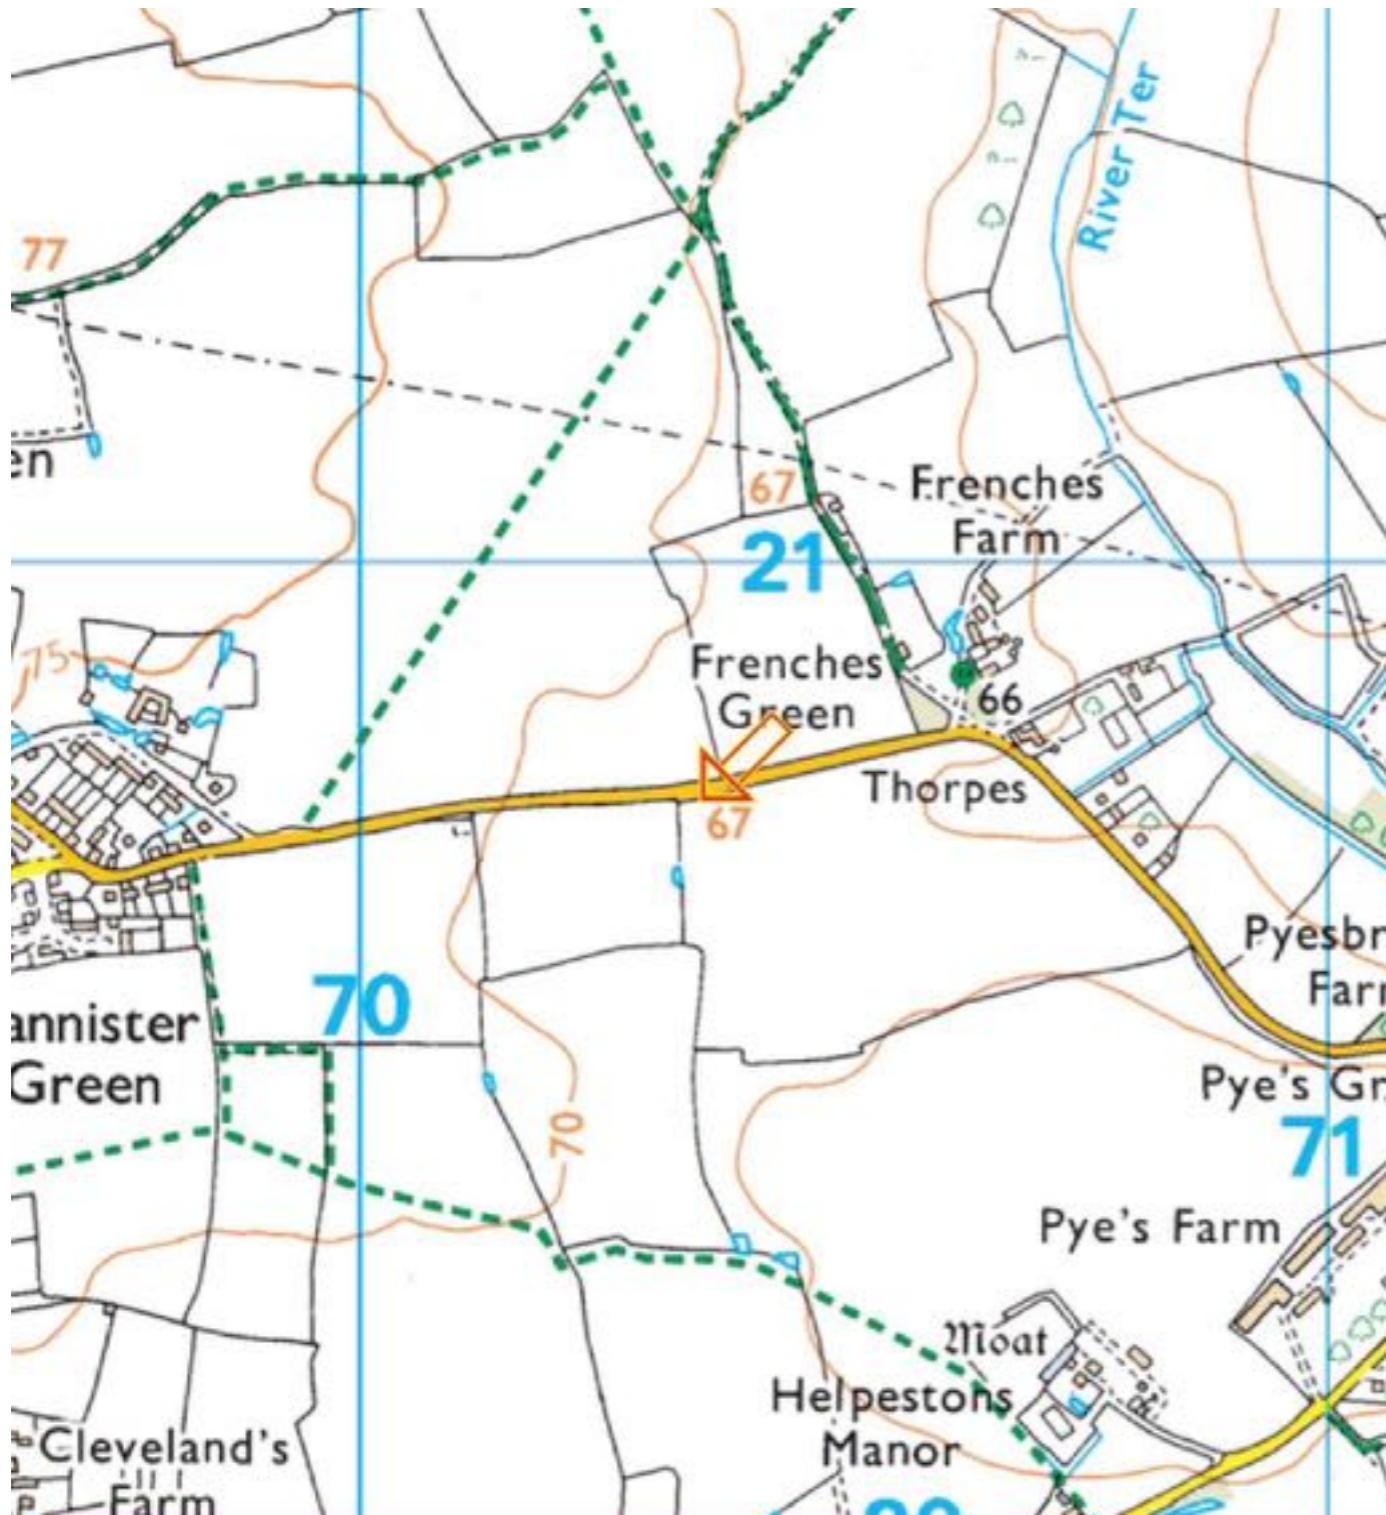 River Ter
77
en
Frenches
Farm
67
21
75
Frenches
Green
66
Thorpes
67
Pyesbr
Farm
annister
Green
70
Pye's Gr
71
70
Pye's Farm
Moat
Helpestons
Manor
Cleveland's
Farm